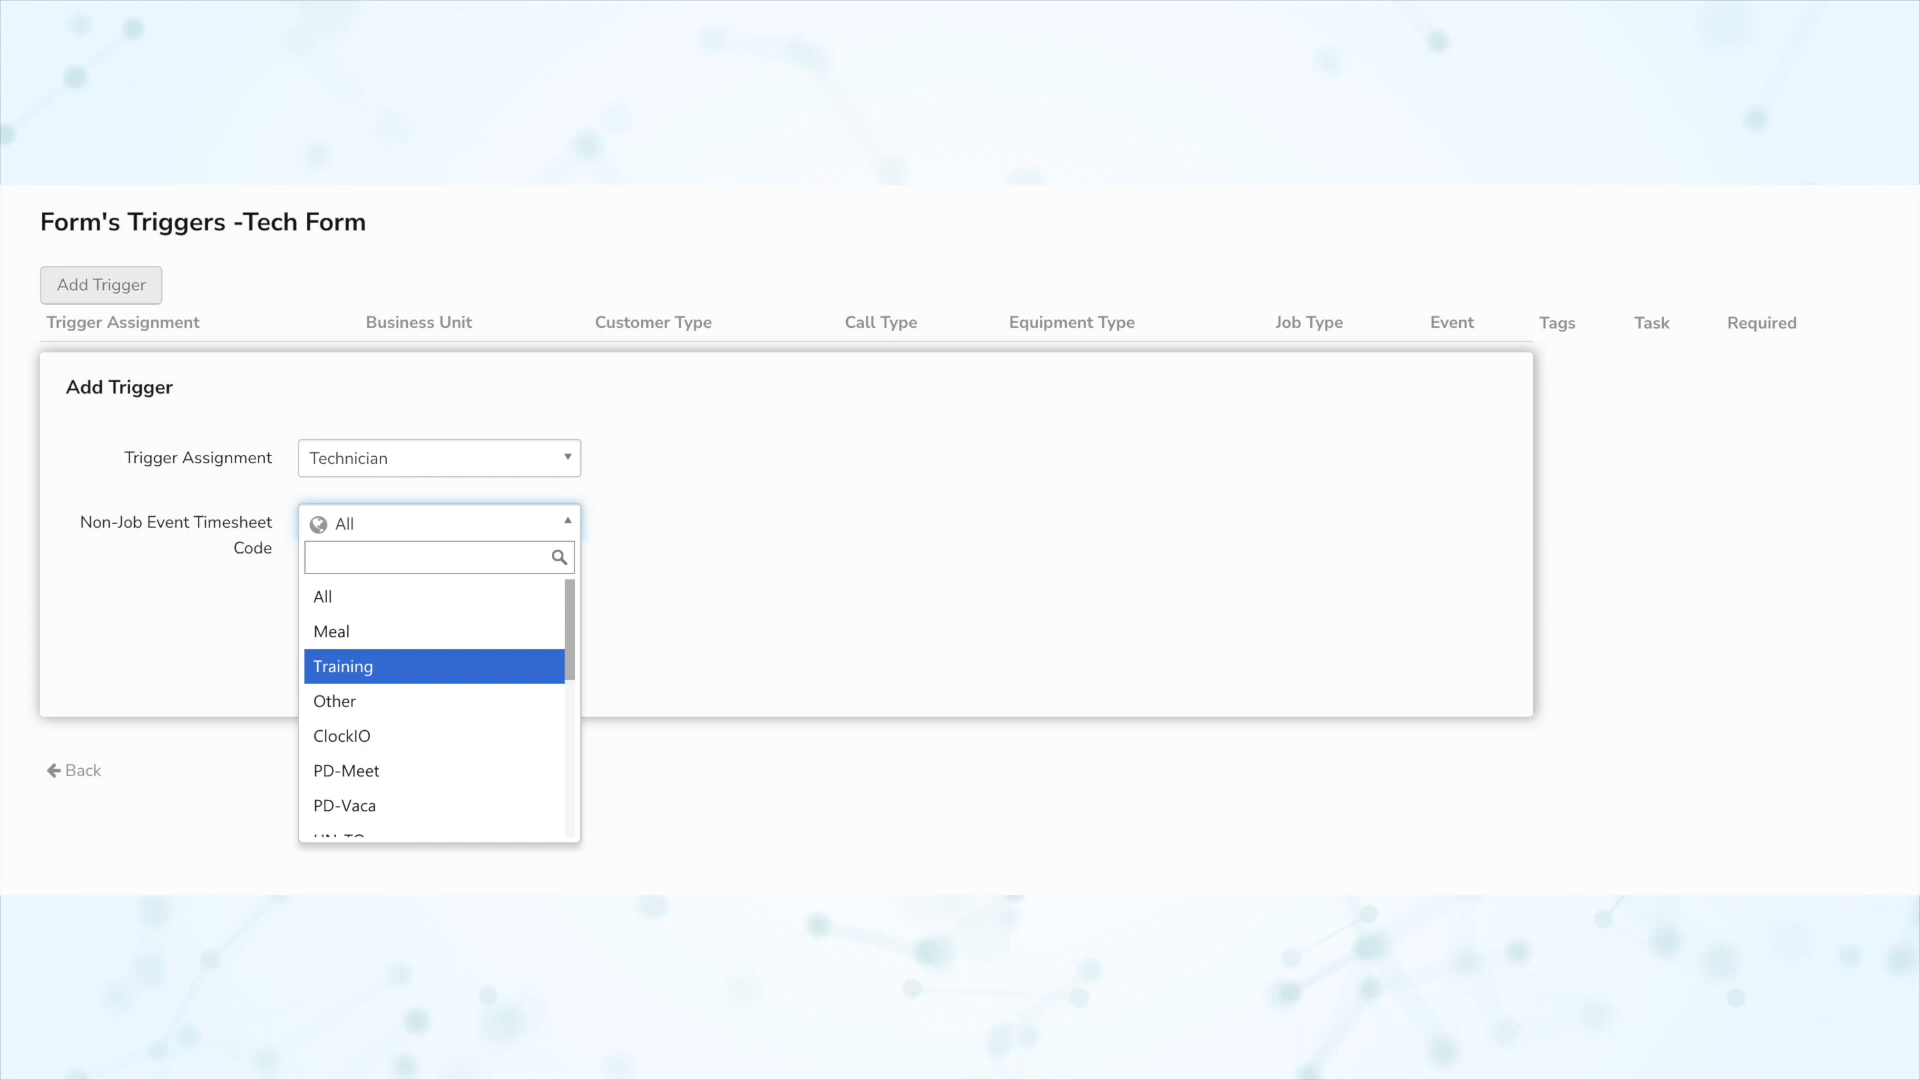 Form's Triggers -Tech Form
Add Trigger
Trigger Assignment Business Unit Customer Type Call Type Equipment Type Job Type Event Tags Task Required
Add Trigger
Trigger Assignment Technician
Non-Job Event Timesheet
Code
All
All
Meal
Training
Other
ClockIO
PD-Meet
PD-Vaca
Back